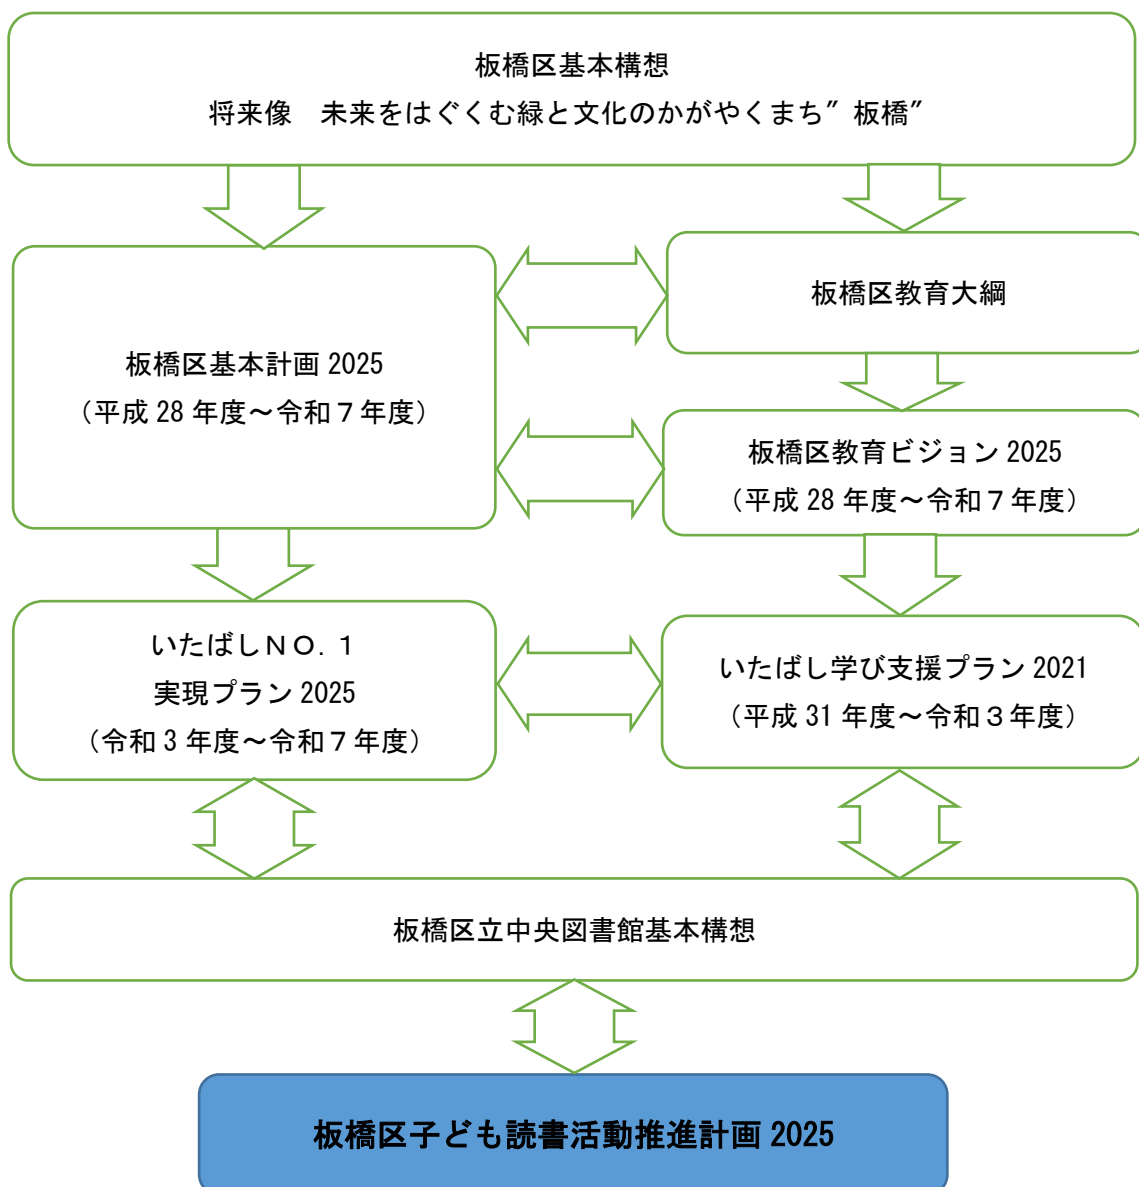 板橋区基本構想
将来像　未来をはぐくむ緑と文化のかがやくまち″板橋″
板橋区教育大綱
板橋区基本計画 2025
（平成 28 年度～令和７年度）
板橋区教育ビジョン 2025
（平成 28 年度～令和７年度）
いたばしＮＯ．１
実現プラン 2025
（令和 3 年度～令和７年度）
いたばし学び支援プラン 2021
（平成 31 年度～令和３年度）
板橋区立中央図書館基本構想
板橋区子ども読書活動推進計画 2025